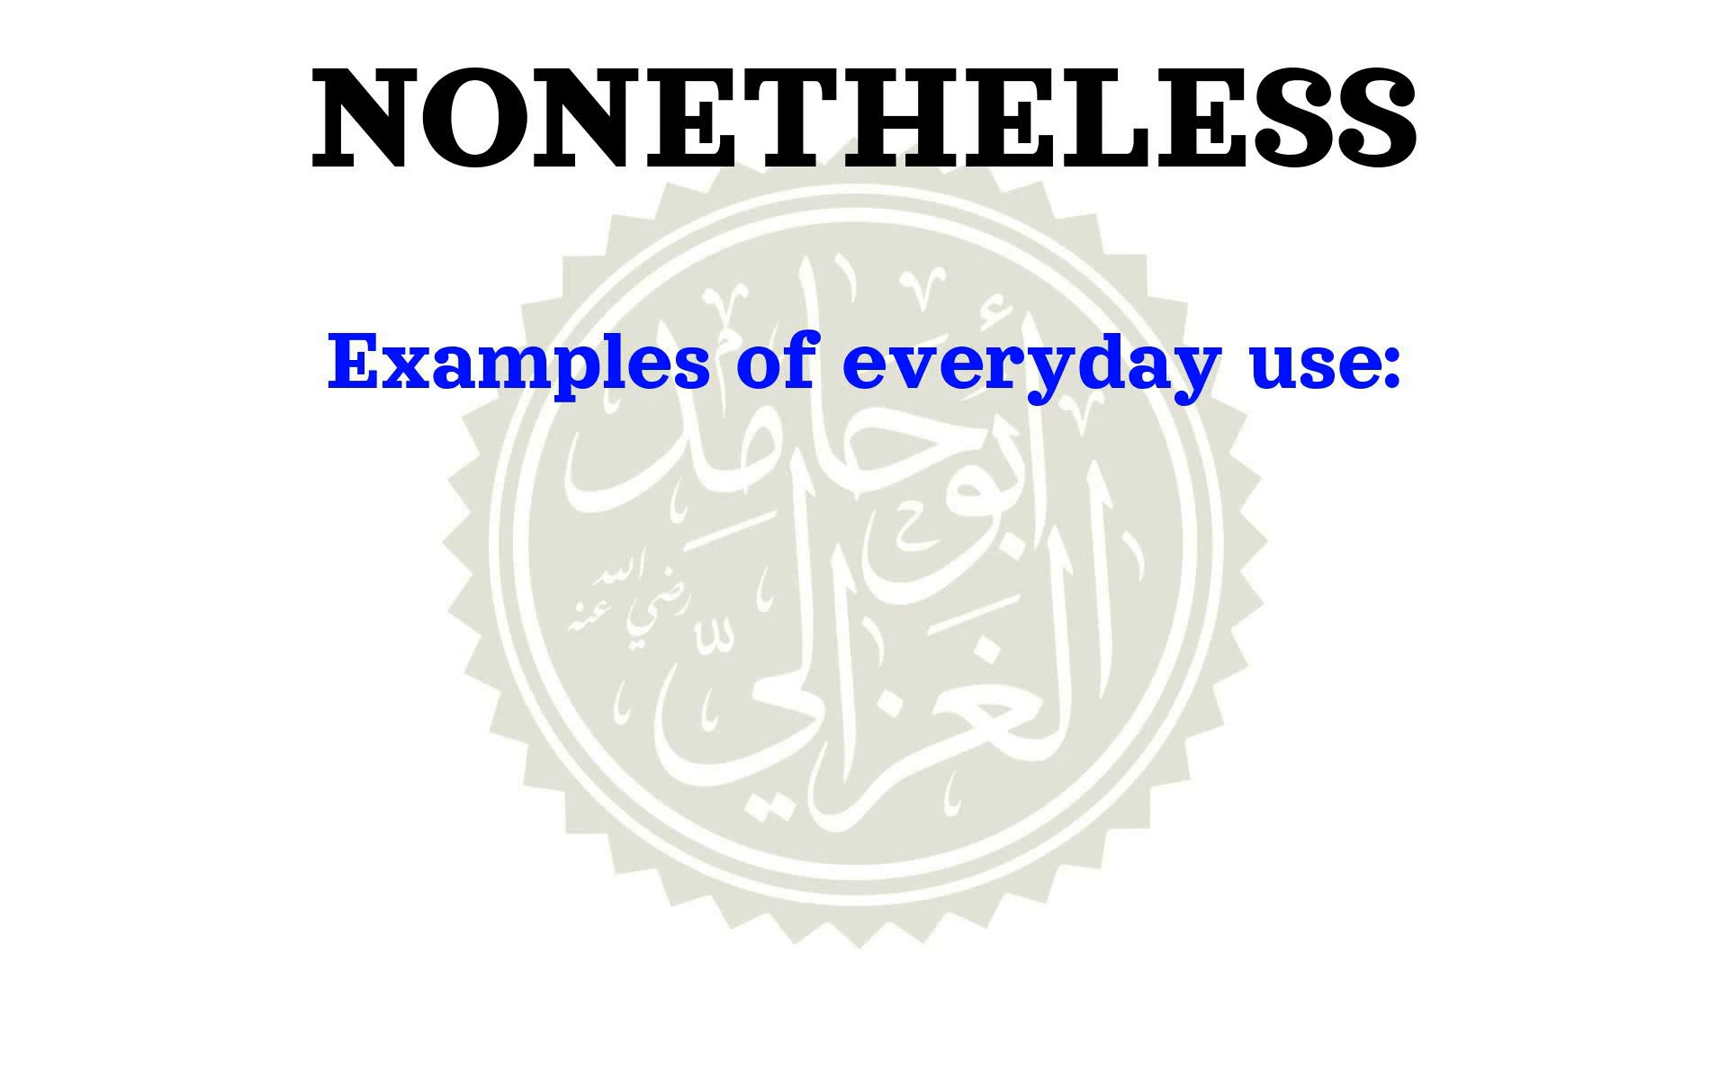 NONETHELESS
Examples of everyday use:
أبو حامد
الغزالي
رضي الله عنه